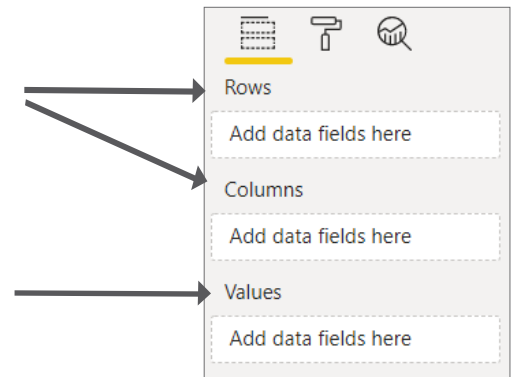 Rows
Add data fields here
Columns
Add data fields here
Values
Add data fields here